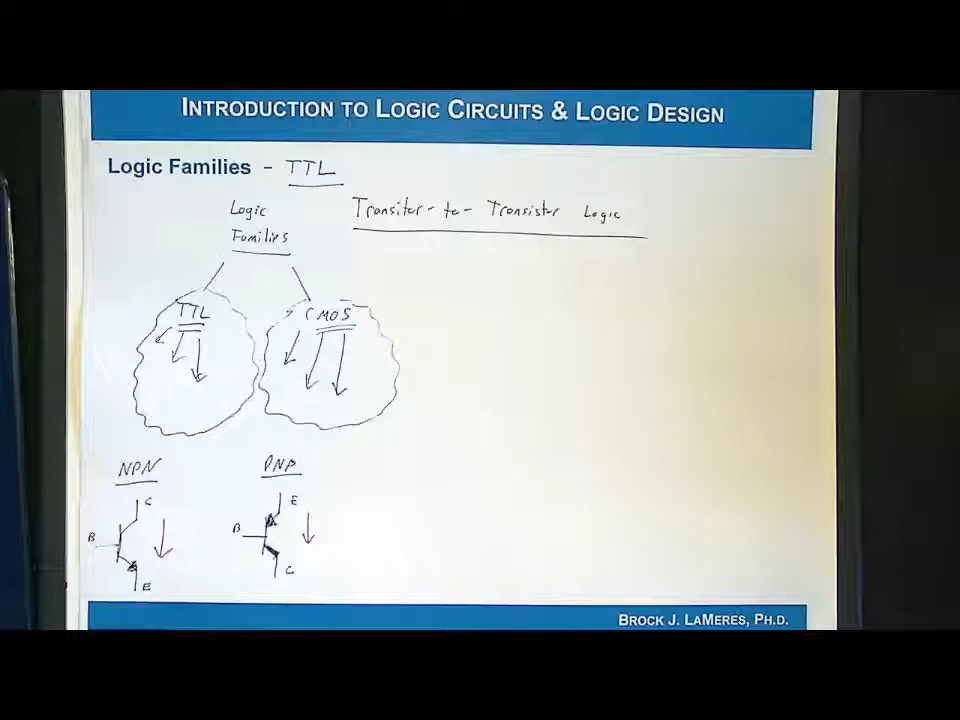 INTRODUCTION TO LOGIC CIRCUITS & LOGIC DESIGN
Logic Families - TTL
Logic
Families
Transitor-to-Transistor Logic
TTL
CMOS
NPN
C
B
E
PNP
E
B
C
BROCK J. LAMERES, PH.D.